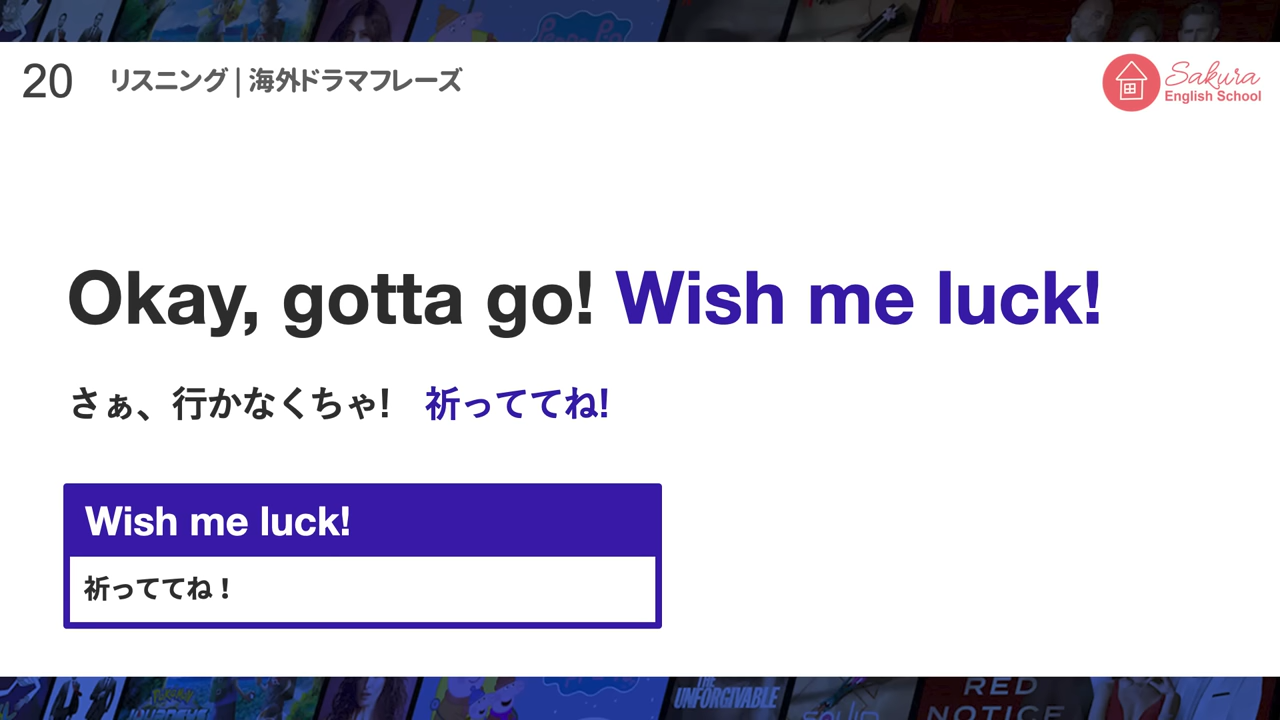 20 リスニング | 海外ドラマフレーズ
Sakura
English School
Okay, gotta go! Wish me luck!
さぁ、行かなくちゃ!　祈っててね!
Wish me luck!
祈っててね！
THE
UNFORGIVABLE
RED
NOTICE